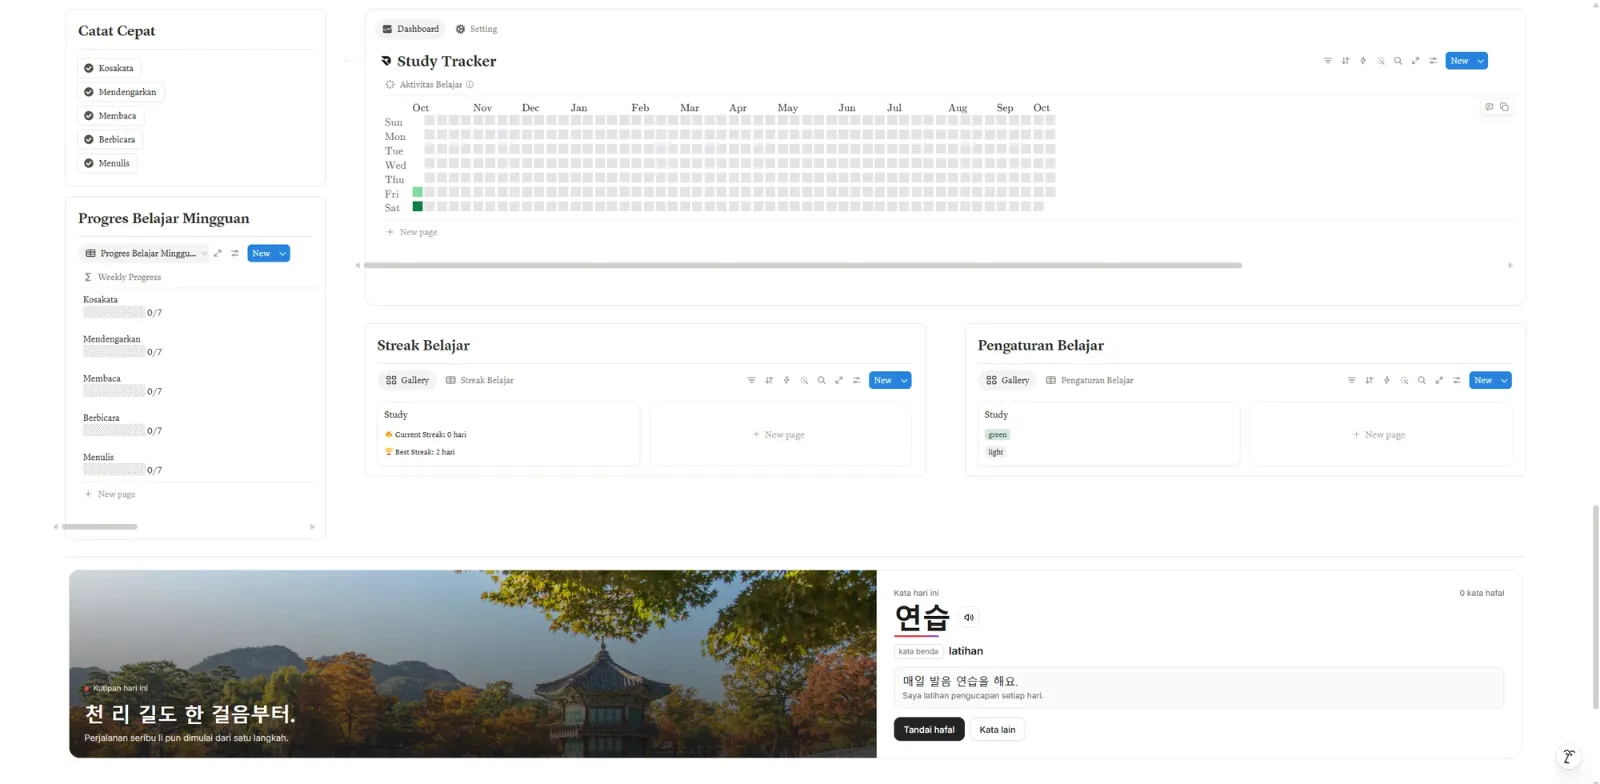 Catat Cepat
Kosakata
Mendengarkan
Membaca
Berbicara
Menulis
Progres Belajar Mingguan
Progres Belajar Minggu... New
Weekly Progress
Kosakata
0/7
Mendengarkan
0/7
Membaca
0/7
Berbicara
0/7
Menulis
0/7
+ New page
Dashboard Setting
Study Tracker
New
Aktivitas Belajar
Oct Nov Dec Jan Feb Mar Apr May Jun Jul Aug Sep Oct
Sun
Mon
Tue
Wed
Thu
Fri
Sat
+ New page
Streak Belajar
Gallery Streak Belajar New
Study
Current Streak: 0 hari
Best Streak: 2 hari
+ New page
Pengaturan Belajar
Gallery Pengaturan Belajar New
Study
green
light
+ New page
Kutipan hari ini
천 리 길도 한 걸음부터.
Perjalanan seribu li pun dimulai dari satu langkah.
Kata hari ini
0 kata hafal
연습
kata benda latihan
매일 발음 연습을 해요.
Saya latihan pengucapan setiap hari.
Tandai hafal Kata lain